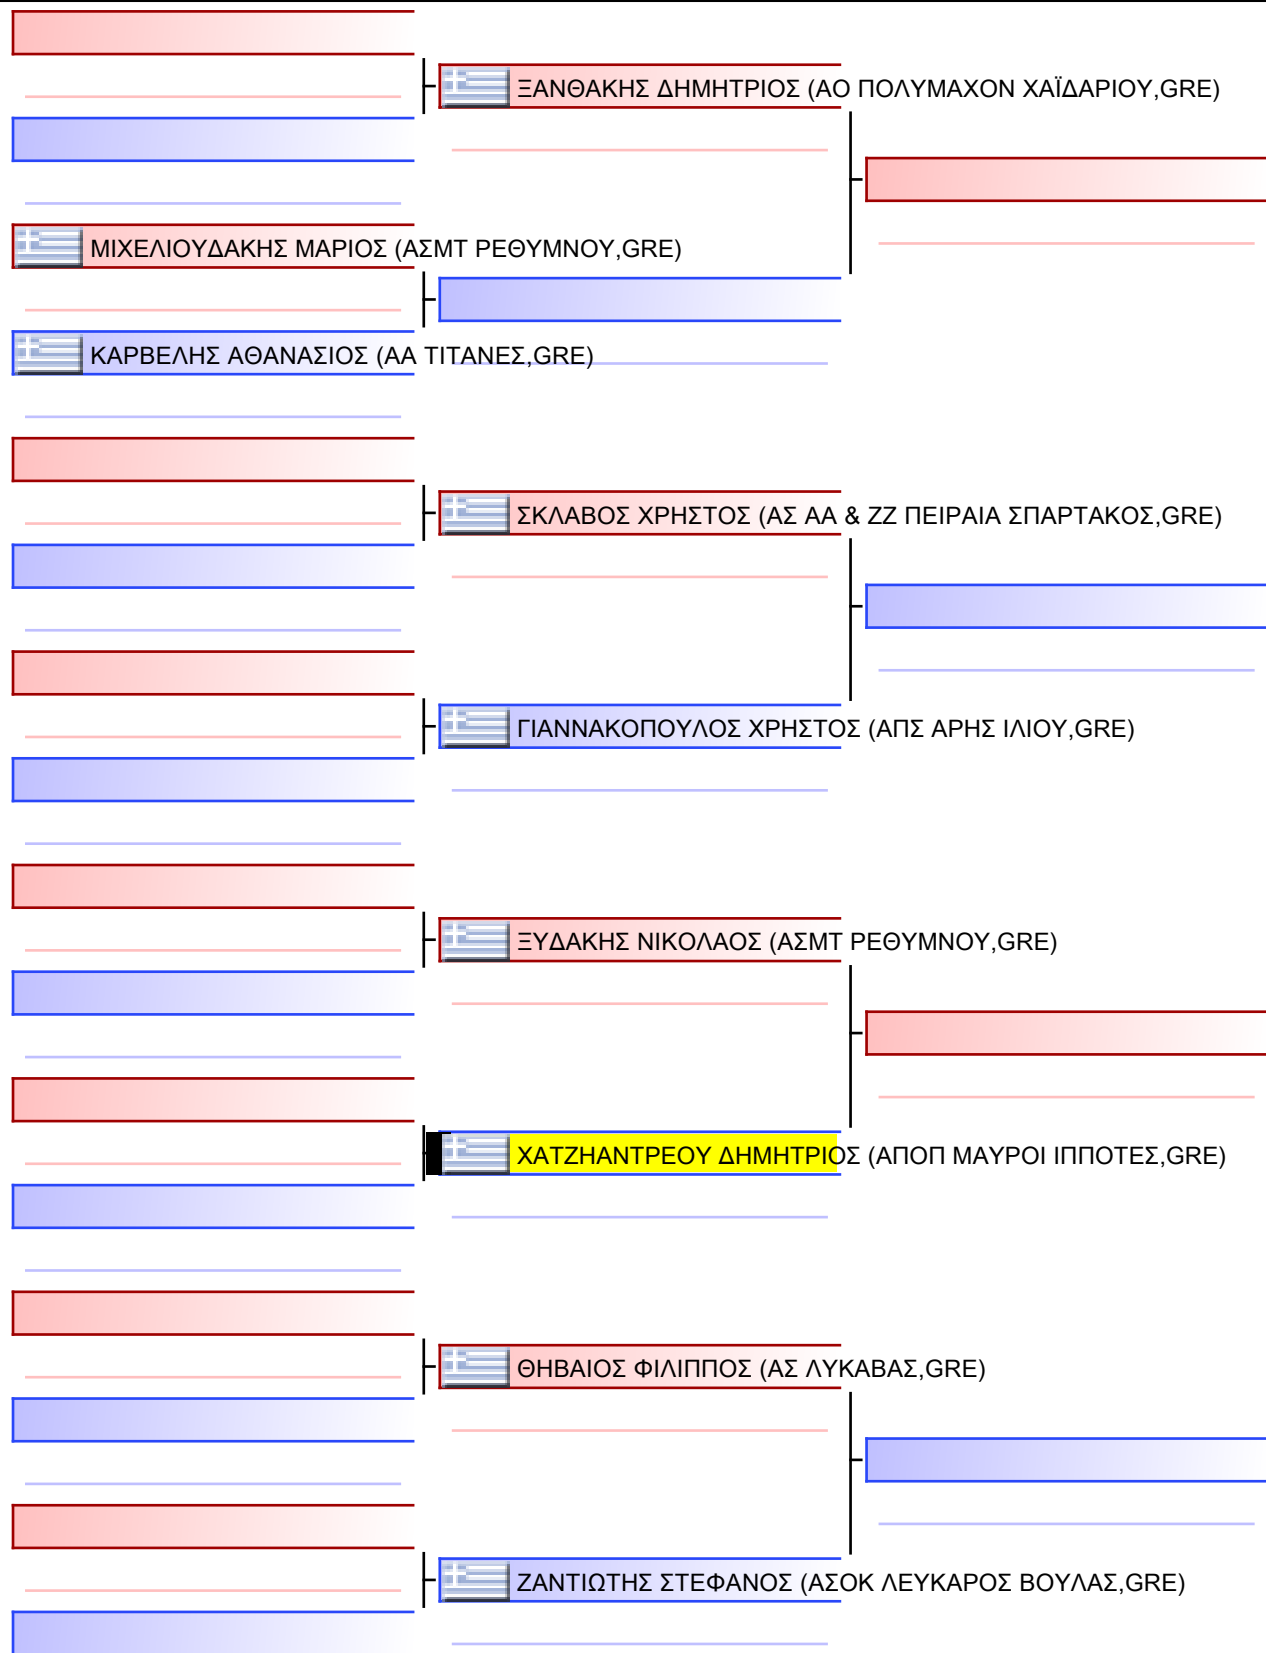 ΞΑΝΘΑΚΗΣ ΔΗΜΗΤΡΙΟΣ (ΑΟ ΠΟΛΥΜΑΧΟΝ ΧΑΪΔΑΡΙΟΥ,GRE)
ΜΙΧΕΛΙΟΥΔΑΚΗΣ ΜΑΡΙΟΣ (ΑΣΜΤ ΡΕΘΥΜΝΟΥ,GRE)
ΚΑΡΒΕΛΗΣ ΑΘΑΝΑΣΙΟΣ (ΑΑ ΤΙΤΑΝΕΣ,GRE)
ΣΚΛΑΒΟΣ ΧΡΗΣΤΟΣ (ΑΣ ΑΑ & ΖΖ ΠΕΙΡΑΙΑ ΣΠΑΡΤΑΚΟΣ,GRE)
ΓΙΑΝΝΑΚΟΠΟΥΛΟΣ ΧΡΗΣΤΟΣ (ΑΠΣ ΑΡΗΣ ΙΛΙΟΥ,GRE)
ΞΥΔΑΚΗΣ ΝΙΚΟΛΑΟΣ (ΑΣΜΤ ΡΕΘΥΜΝΟΥ,GRE)
ΧΑΤΖΗΑΝΤΡΕΟΥ ΔΗΜΗΤΡΙΟΣ (ΑΠΟΠ ΜΑΥΡΟΙ ΙΠΠΟΤΕΣ,GRE)
ΘΗΒΑΙΟΣ ΦΙΛΙΠΠΟΣ (ΑΣ ΛΥΚΑΒΑΣ,GRE)
ΖΑΝΤΙΩΤΗΣ ΣΤΕΦΑΝΟΣ (ΑΣΟΚ ΛΕΥΚΑΡΟΣ ΒΟΥΛΑΣ,GRE)